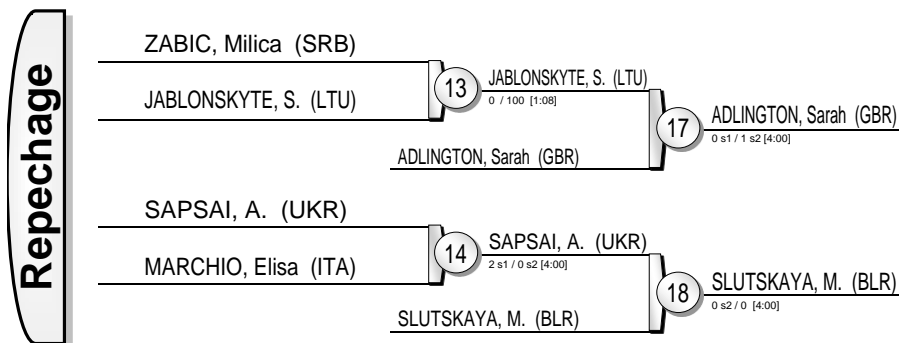 Repechage
ZABIC, Milica (SRB)
JABLONSKYTE, S. (LTU)
13
JABLONSKYTE, S. (LTU)
0 / 100 [1:08]
ADLINGTON, Sarah (GBR)
17
ADLINGTON, Sarah (GBR)
0 s1 / 1 s2 [4:00]
SAPSAI, A. (UKR)
MARCHIO, Elisa (ITA)
14
SAPSAI, A. (UKR)
2 s1 / 0 s2 [4:00]
SLUTSKAYA, M. (BLR)
18
SLUTSKAYA, M. (BLR)
0 s2 / 0 [4:00]